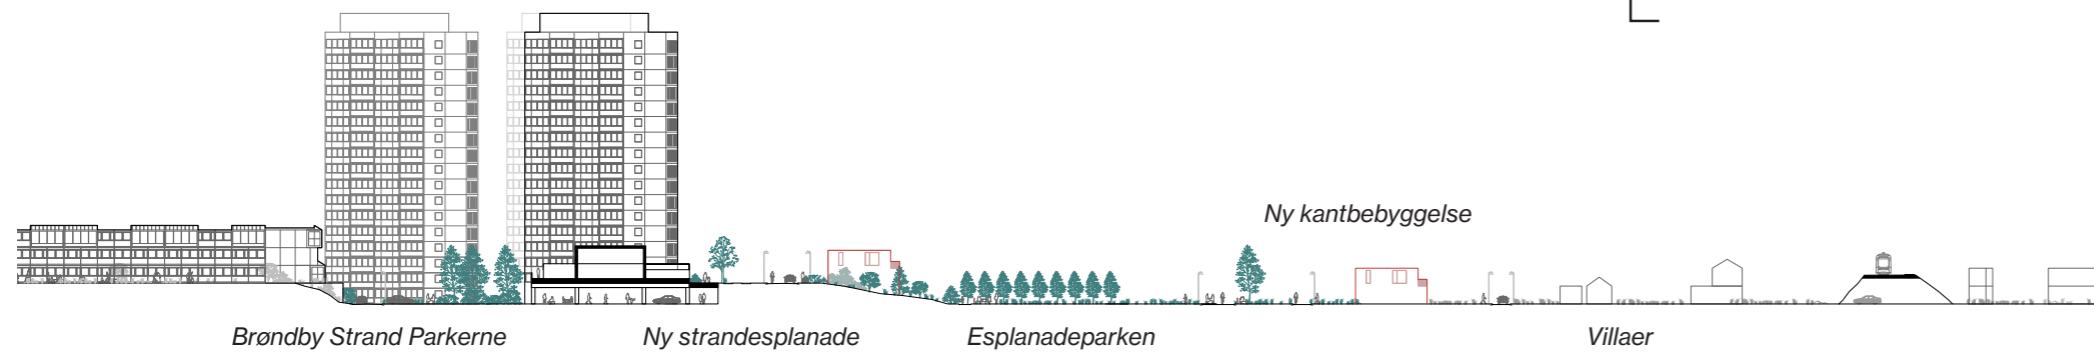 Ny kantbebyggelse
Brøndby Strand Parkerne
Ny strandesplanade
Esplanadeparken
Villaer